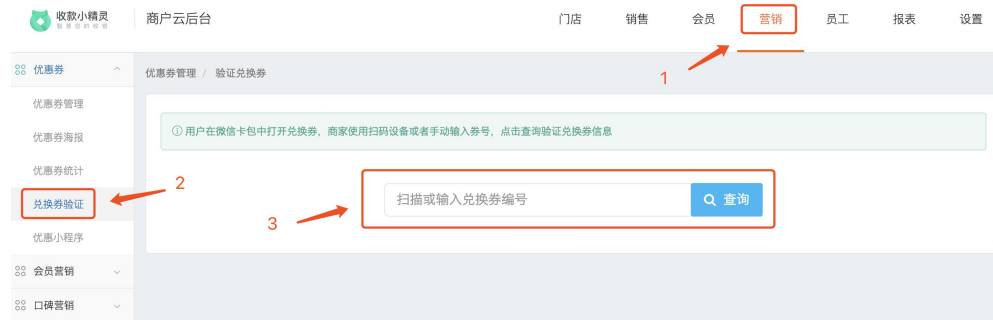 收款小精灵
智慧您的收银
商户云后台
门店 销售 会员 营销 员工 报表 设置
1
优惠券
优惠券管理
优惠券海报
优惠券统计
兑换券验证
优惠小程序
会员营销
口碑营销
2
优惠券管理 / 验证兑换券
用户在微信卡包中打开兑换券，商家使用扫码设备或者手动输入券号，点击查询验证兑换券信息
3
扫描或输入兑换券编号
查询